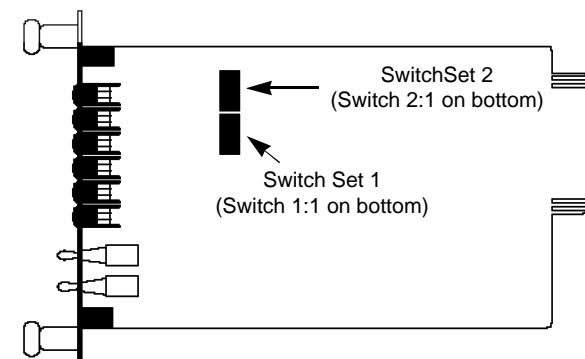 SwitchSet 2
(Switch 2:1 on bottom)
Switch Set 1
(Switch 1:1 on bottom)